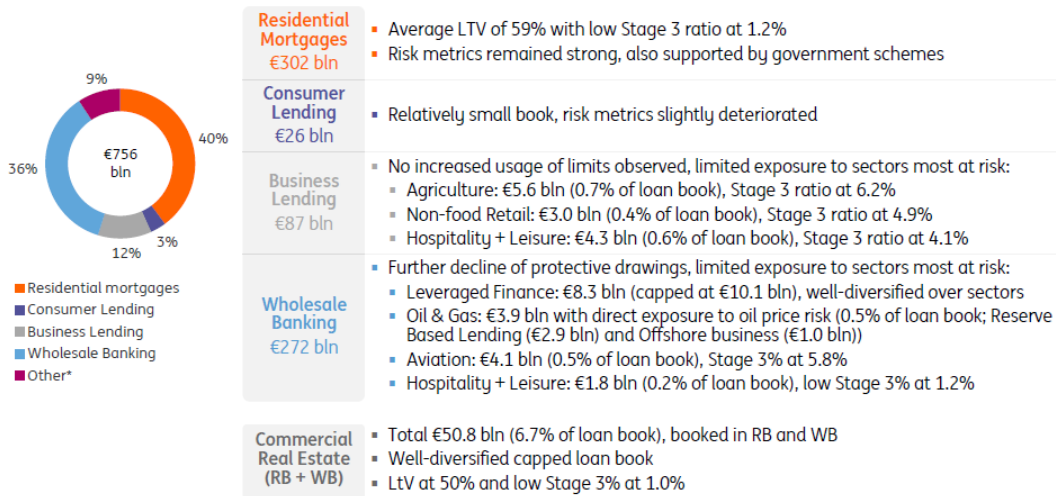 9%
40%
€756
bln
36%
12%
3%
Residential mortgages
Consumer Lending
Business Lending
Wholesale Banking
Other*
Residential
Mortgages
€302 bln
Average LTV of 59% with low Stage 3 ratio at 1.2%
Risk metrics remained strong, also supported by government schemes
Consumer
Lending
€26 bln
Relatively small book, risk metrics slightly deteriorated
Business
Lending
€87 bln
No increased usage of limits observed, limited exposure to sectors most at risk:
Agriculture: €5.6 bln (0.7% of loan book), Stage 3 ratio at 6.2%
Non-food Retail: €3.0 bln (0.4% of loan book), Stage 3 ratio at 4.9%
Hospitality + Leisure: €4.3 bln (0.6% of loan book), Stage 3 ratio at 4.1%
Wholesale
Banking
€272 bln
Further decline of protective drawings, limited exposure to sectors most at risk:
Leveraged Finance: €8.3 bln (capped at €10.1 bln), well-diversified over sectors
Oil & Gas: €3.9 bln with direct exposure to oil price risk (0.5% of loan book; Reserve
Based Lending (€2.9 bln) and Offshore business (€1.0 bln))
Aviation: €4.1 bln (0.5% of loan book), Stage 3% at 5.8%
Hospitality + Leisure: €1.8 bln (0.2% of loan book), low Stage 3% at 1.2%
Commercial
Real Estate
(RB + WB)
Total €50.8 bln (6.7% of loan book), booked in RB and WB
Well-diversified capped loan book
LtV at 50% and low Stage 3% at 1.0%